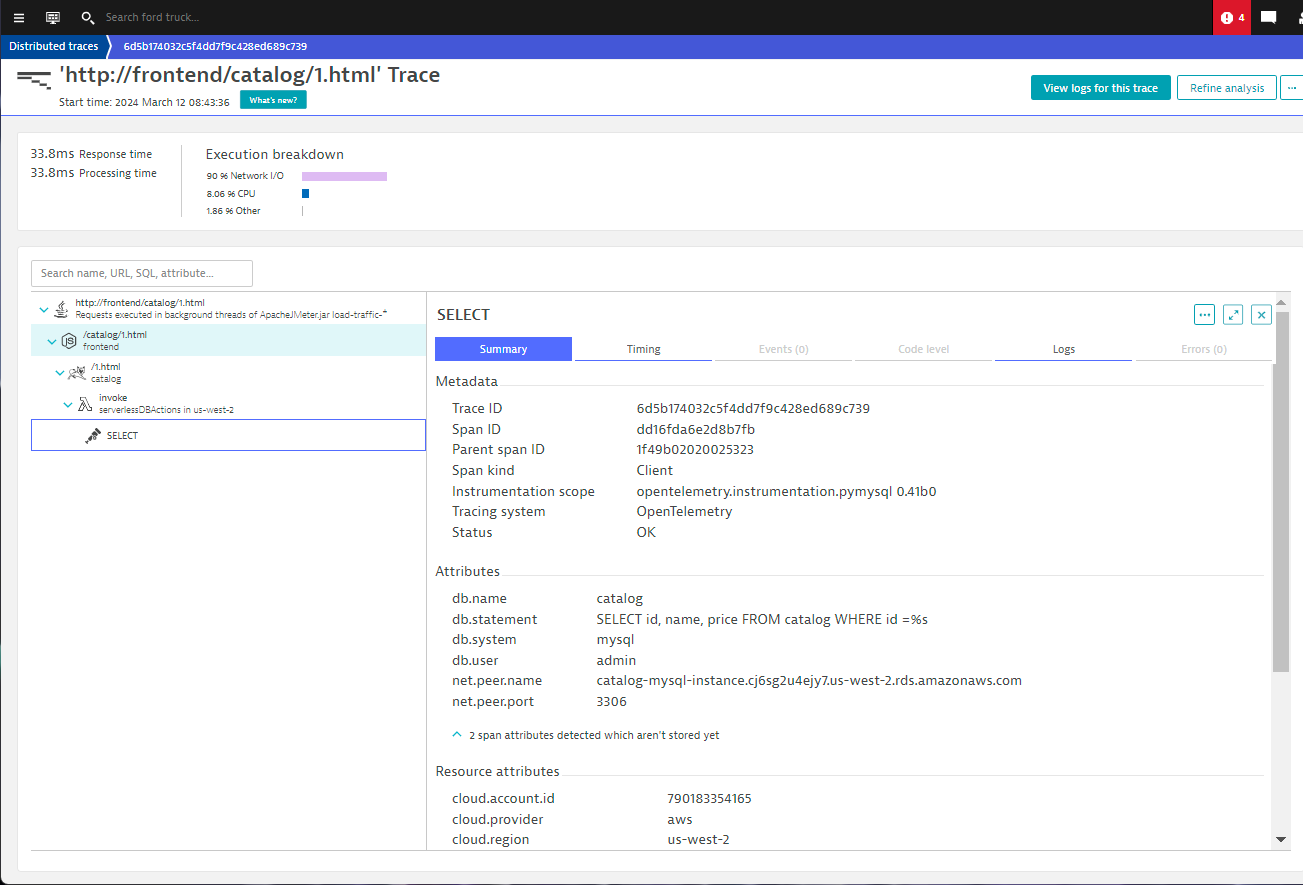 Search ford truck...
4
Distributed traces
6d5b174032c5f4dd7f9c428ed689c739
'http://frontend/catalog/1.html' Trace
Start time: 2024 March 12 08:43:36
What's new?
View logs for this trace
Refine analysis
...
33.8ms Response time
33.8ms Processing time
Execution breakdown
90 % Network I/O
8.06 % CPU
1.86 % Other
Search name, URL, SQL, attribute...
http://frontend/catalog/1.html
Requests executed in background threads of ApacheJMeter.jar load-traffic-*
/catalog/1.html
frontend
/1.html
catalog
invoke
serverlessDBActions in us-west-2
SELECT
SELECT
...
Summary
Timing
Events (0)
Code level
Logs
Errors (0)
Metadata
Trace ID 6d5b174032c5f4dd7f9c428ed689c739
Span ID dd16fda6e2d8b7fb
Parent span ID 1f49b02020025323
Span kind Client
Instrumentation scope opentelemetry.instrumentation.pymysql 0.41b0
Tracing system OpenTelemetry
Status OK
Attributes
db.name catalog
db.statement SELECT id, name, price FROM catalog WHERE id =%s
db.system mysql
db.user admin
net.peer.name catalog-mysql-instance.cj6sg2u4ejy7.us-west-2.rds.amazonaws.com
net.peer.port 3306
2 span attributes detected which aren't stored yet
Resource attributes
cloud.account.id 790183354165
cloud.provider aws
cloud.region us-west-2